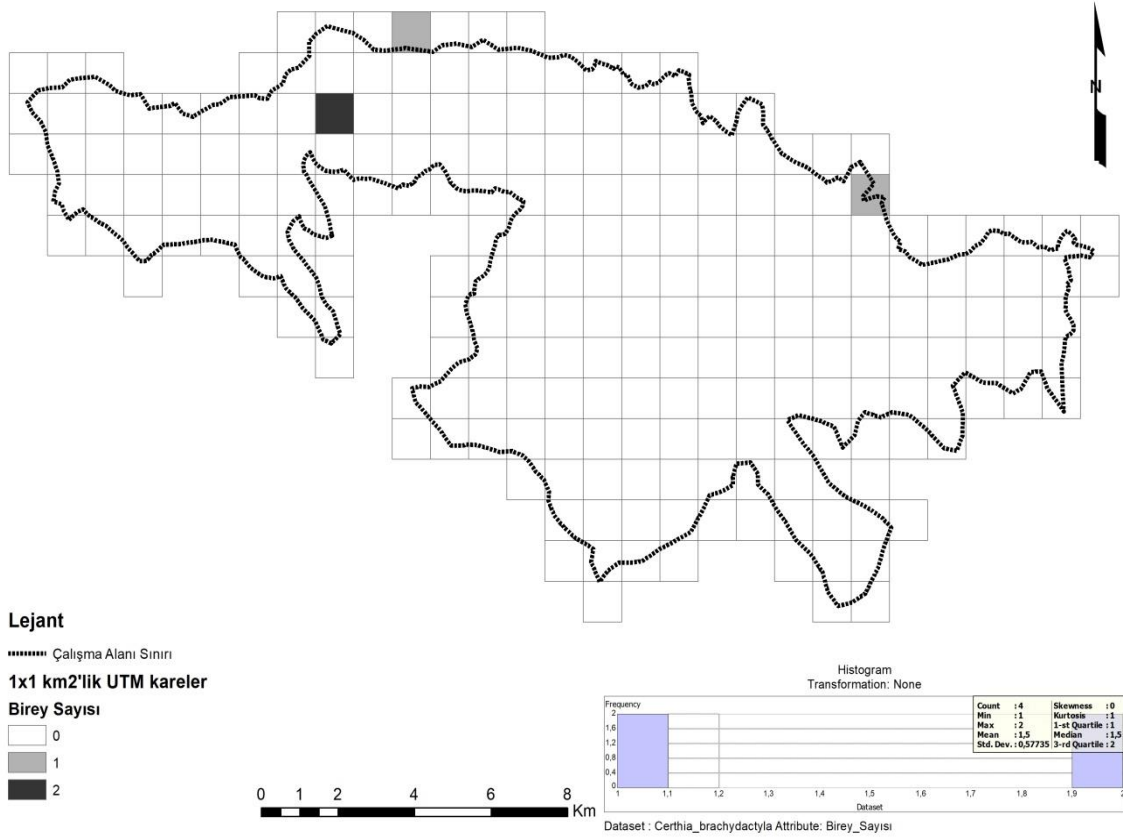 N
Lejant
Çalışma Alanı Sınırı
1x1 km2'lik UTM kareler
Birey Sayısı
0
1
2
0 1 2 4 6 8
Km
Histogram
Transformation: None
Frequency
2
1,6
1,2
0,8
0,4
0
1 1,1 1,2 1,3 1,4 1,5 1,6 1,7 1,8 1,9 2
Dataset
Count : 4 Skewness : 0
Min : 1 Kurtosis : 1
Max : 2 1-st Quartile : 1
Mean : 1,5 Median : 1,5
Std. Dev. : 0,57735 3-rd Quartile : 2
Dataset : Certhia_brachydactyla Attribute: Birey_Sayısı